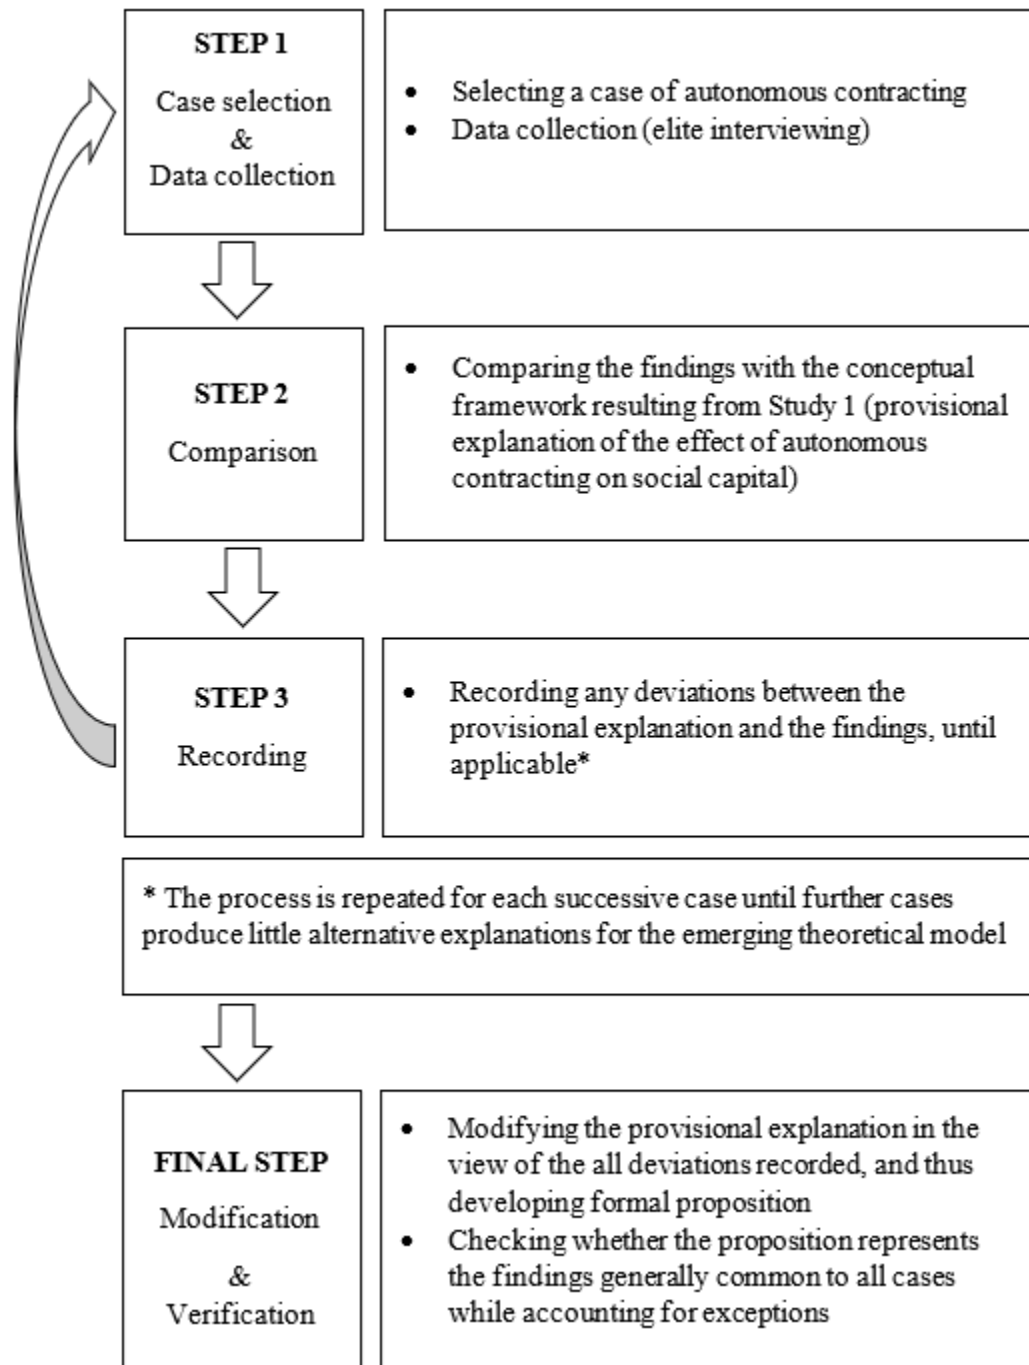 STEP 1
Case selection
&
Data collection
• Selecting a case of autonomous contracting
• Data collection (elite interviewing)
STEP 2
Comparison
• Comparing the findings with the conceptual
framework resulting from Study 1 (provisional
explanation of the effect of autonomous
contracting on social capital)
STEP 3
Recording
• Recording any deviations between the
provisional explanation and the findings, until
applicable*
* The process is repeated for each successive case until further cases
produce little alternative explanations for the emerging theoretical model
FINAL STEP
Modification
&
Verification
• Modifying the provisional explanation in the
view of the all deviations recorded, and thus
developing formal proposition
• Checking whether the proposition represents
the findings generally common to all cases
while accounting for exceptions